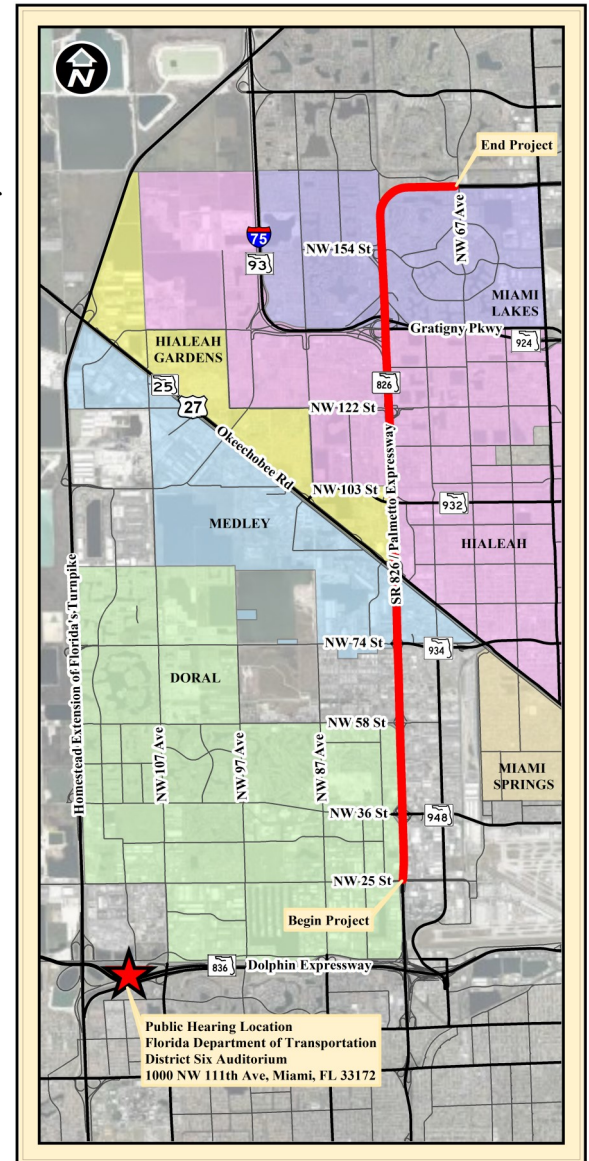 N
End Project
NW 67 Ave
75
93
NW 154 St
MIAMI
LAKES
Gratigny Pkwy
924
HIALEAH
GARDENS
25
27
826
NW 122 St
Okeechobee Rd
SR 826 / Palmetto Expressway
NW 103 St
932
MEDLEY
HIALEAH
Homestead Extension of Florida's Turnpike
NW 74 St
934
DORAL
NW 58 St
NW 107 Ave
NW 97 Ave
NW 87 Ave
MIAMI
SPRINGS
NW 36 St
948
NW 25 St
Begin Project
836
Dolphin Expressway
Public Hearing Location
Florida Department of Transportation
District Six Auditorium
1000 NW 111th Ave, Miami, FL 33172